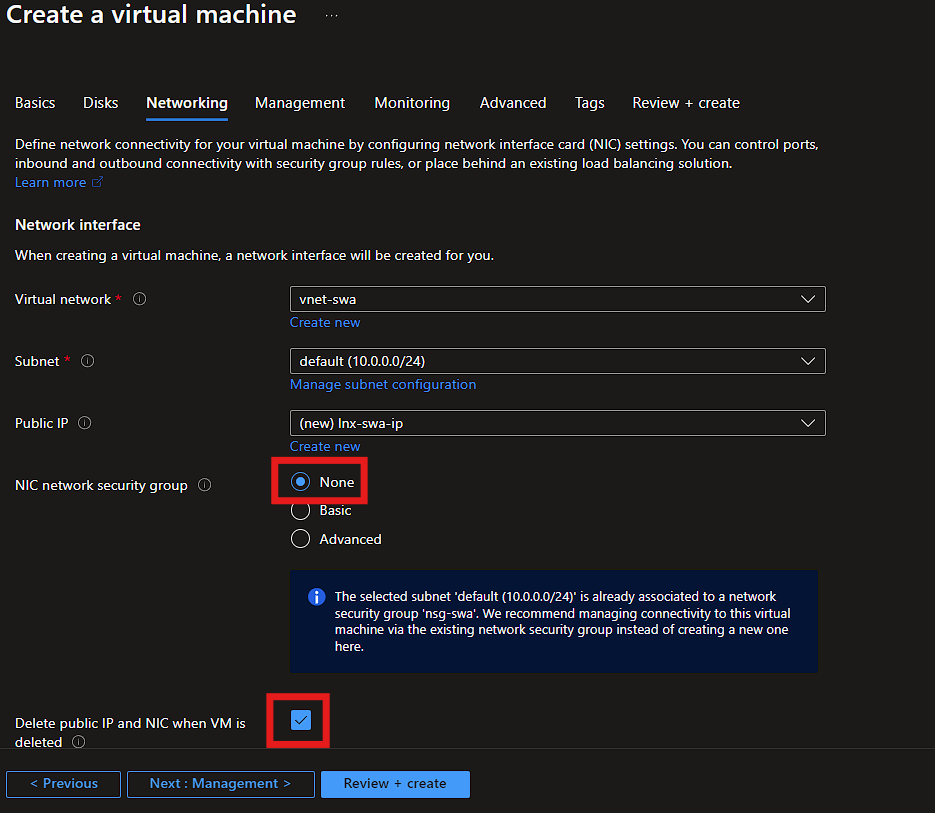 Create a virtual machine ...
Basics Disks Networking Management Monitoring Advanced Tags Review + create
Define network connectivity for your virtual machine by configuring network interface card (NIC) settings. You can control ports,
inbound and outbound connectivity with security group rules, or place behind an existing load balancing solution.
Learn more
Network interface
When creating a virtual machine, a network interface will be created for you.
Virtual network *
vnet-swa
Create new
Subnet *
default (10.0.0.0/24)
Manage subnet configuration
Public IP
(new) lnx-swa-ip
Create new
NIC network security group
None
Basic
Advanced
The selected subnet 'default (10.0.0.0/24)' is already associated to a network
security group 'nsg-swa'. We recommend managing connectivity to this virtual
machine via the existing network security group instead of creating a new one
here.
Delete public IP and NIC when VM is
deleted
< Previous Next : Management > Review + create